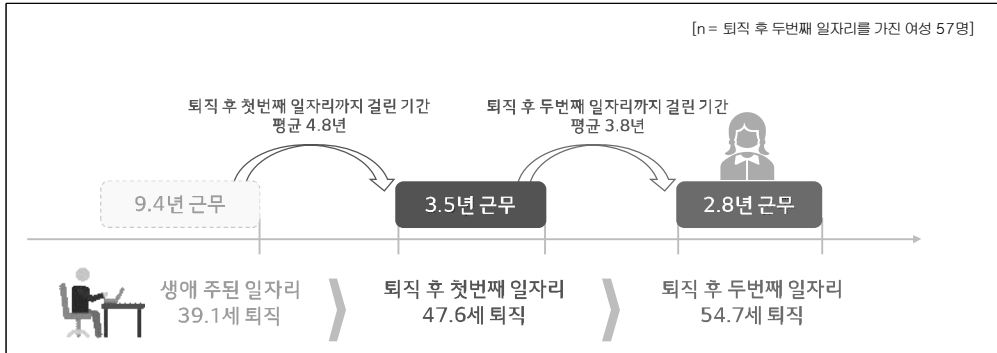 [n = 퇴직 후 두번째 일자리를 가진 여성 57명]
퇴직 후 첫번째 일자리까지 걸린 기간
평균 4.8년
퇴직 후 두번째 일자리까지 걸린 기간
평균 3.8년
9.4년 근무
3.5년 근무
2.8년 근무
생애 주된 일자리
39.1세 퇴직
퇴직 후 첫번째 일자리
47.6세 퇴직
퇴직 후 두번째 일자리
54.7세 퇴직